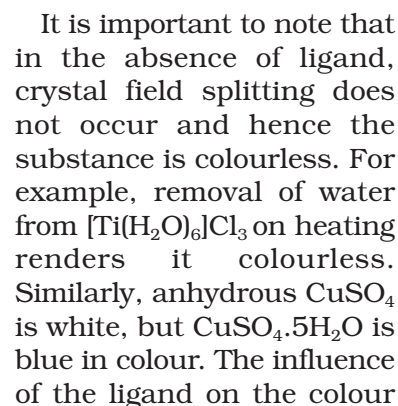 It is important to note that
in the absence of ligand,
crystal field splitting does
not occur and hence the
substance is colourless. For
example, removal of water
from [Ti(H₂O)₆]Cl₃ on heating
renders it colourless.
Similarly, anhydrous CuSO₄
is white, but CuSO₄.5H₂O is
blue in colour. The influence
of the ligand on the colour